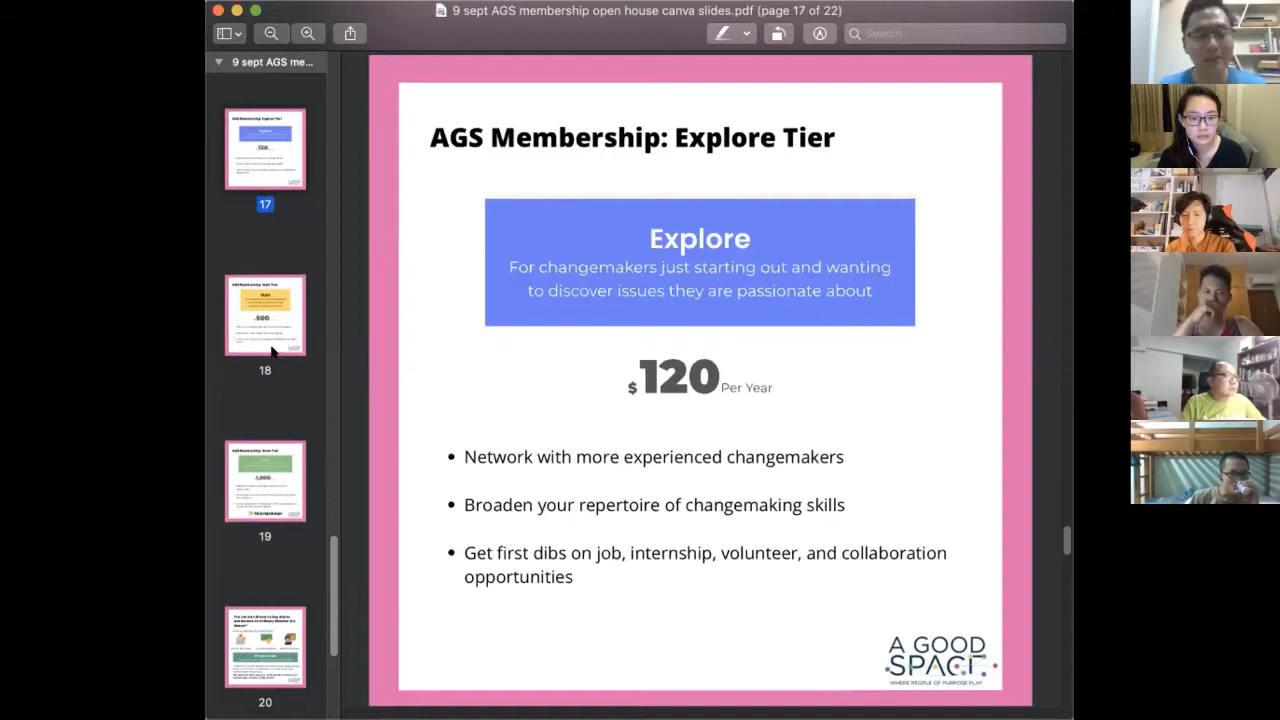 9 sept AGS membership open house canva slides.pdf (page 17 of 22)
Search
9 sept AGS me...
17
18
19
20
500
AGS Membership: Explore Tier
Explore
For changemakers just starting out and wanting
to discover issues they are passionate about
$120 Per Year
• Network with more experienced changemakers
• Broaden your repertoire of changemaking skills
• Get first dibs on job, internship, volunteer, and collaboration
opportunities
A GOOD
SPACE
WHERE PEOPLE OF PURPOSE PLAY